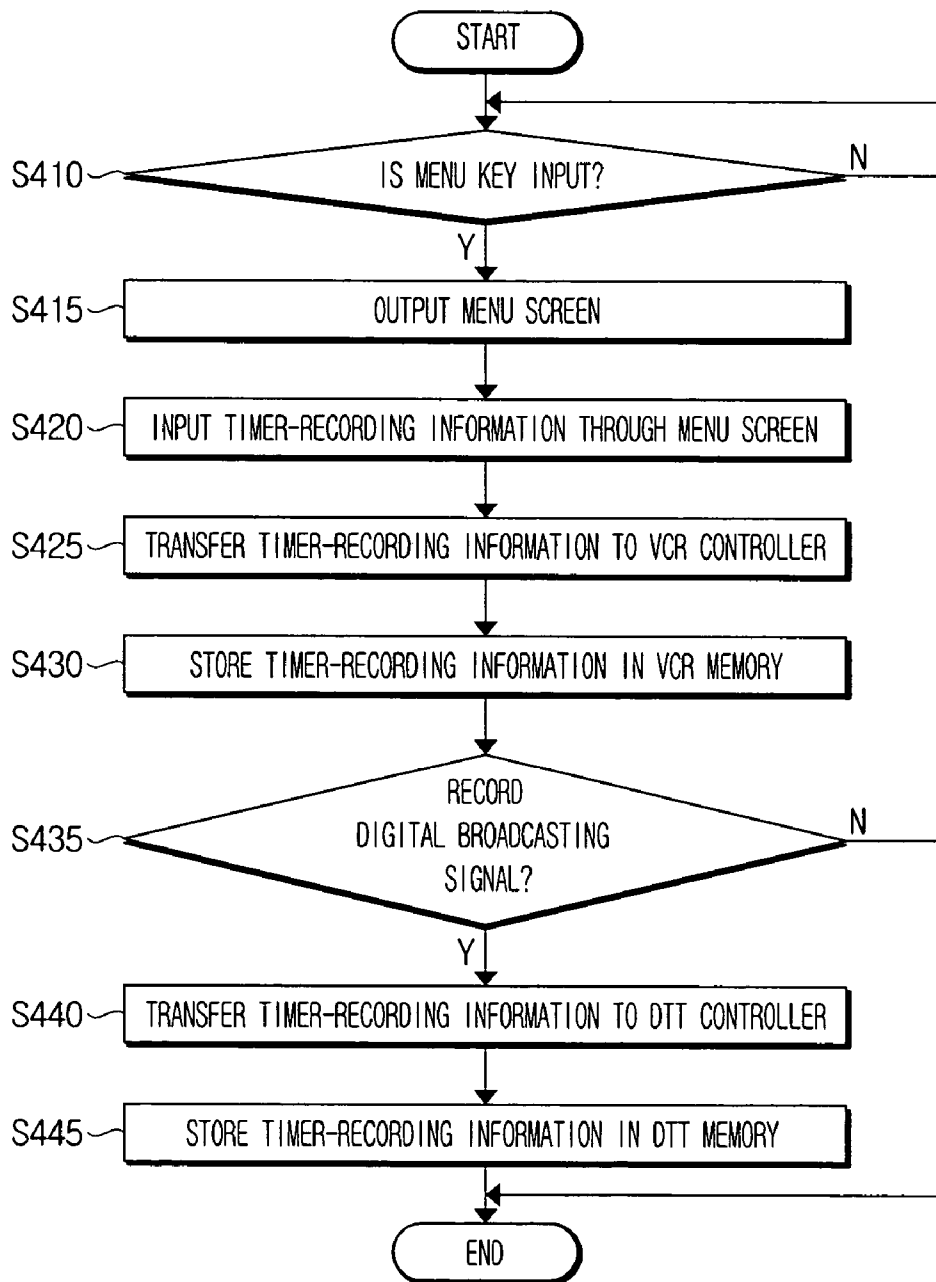 START
S410
IS MENU KEY INPUT?
N
Y
S415
OUTPUT MENU SCREEN
S420
INPUT TIMER-RECORDING INFORMATION THROUGH MENU SCREEN
S425
TRANSFER TIMER-RECORDING INFORMATION TO VCR CONTROLLER
S430
STORE TIMER-RECORDING INFORMATION IN VCR MEMORY
S435
RECORD
DIGITAL BROADCASTING
SIGNAL?
N
Y
S440
TRANSFER TIMER-RECORDING INFORMATION TO DTT CONTROLLER
S445
STORE TIMER-RECORDING INFORMATION IN DTT MEMORY
END